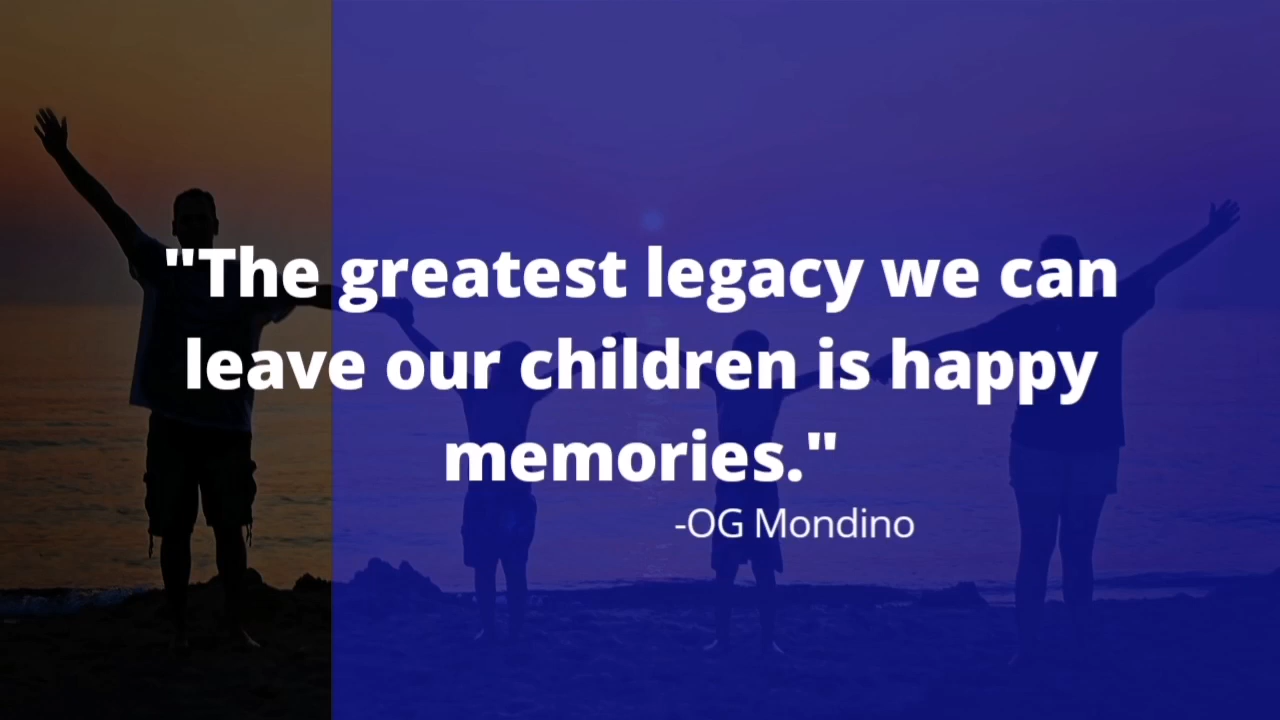 "The greatest legacy we can
leave our children is happy
memories."
-OG Mondino